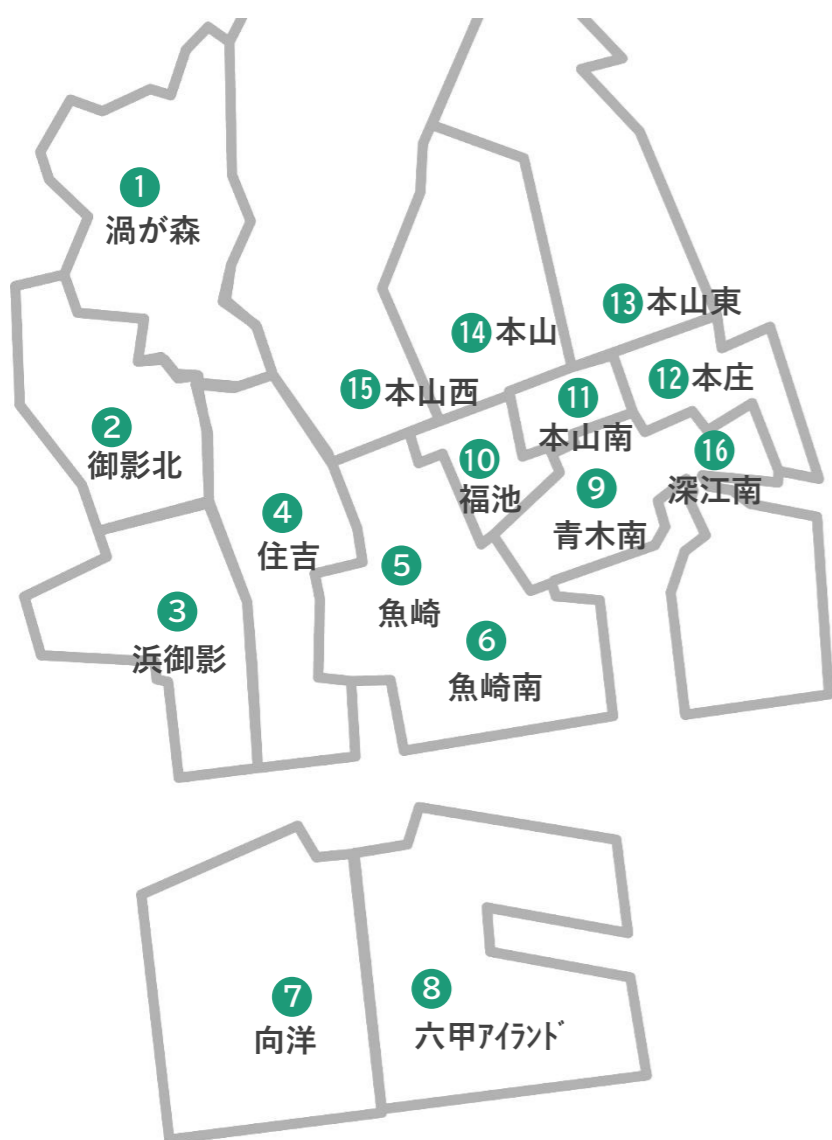 1
渦が森
2
御影北
3
浜御影
4
住吉
5
魚崎
6
魚崎南
7
向洋
8
六甲ｱｲﾗﾝﾄﾞ
9
青木南
10
福池
11
本山南
12 本庄
13 本山東
14 本山
15 本山西
16
深江南